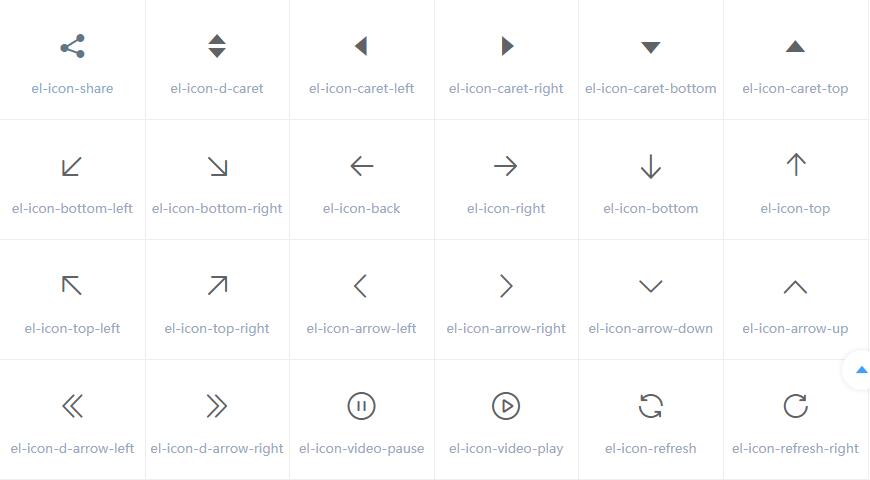 el-icon-share
el-icon-d-caret
el-icon-caret-left
el-icon-caret-right
el-icon-caret-bottom
el-icon-caret-top
el-icon-bottom-left
el-icon-bottom-right
el-icon-back
el-icon-right
el-icon-bottom
el-icon-top
el-icon-top-left
el-icon-top-right
el-icon-arrow-left
el-icon-arrow-right
el-icon-arrow-down
el-icon-arrow-up
el-icon-d-arrow-left
el-icon-d-arrow-right
el-icon-video-pause
el-icon-video-play
el-icon-refresh
el-icon-refresh-right